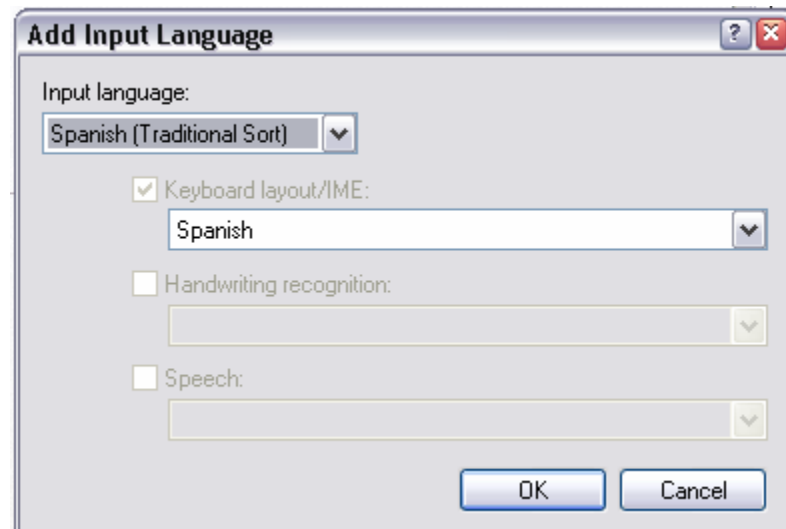 Add Input Language
Input language:
Spanish (Traditional Sort)
Keyboard layout/IME:
Spanish
Handwriting recognition:
Speech:
OK Cancel